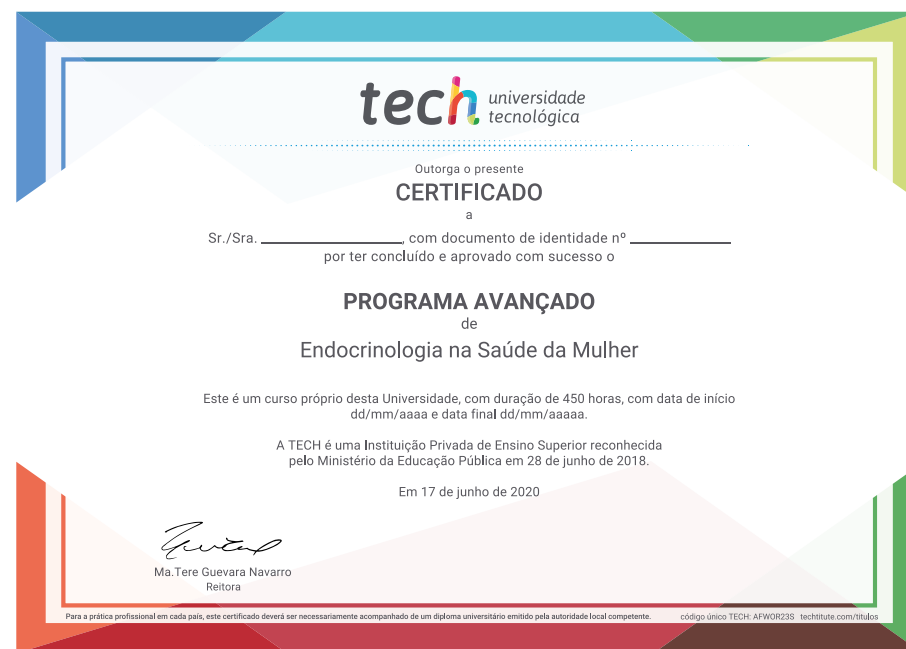 tech universidade
tecnológica
Outorga o presente
CERTIFICADO
a
Sr./Sra. ____________________, com documento de identidade nº ______________
por ter concluído e aprovado com sucesso o
PROGRAMA AVANÇADO
de
Endocrinologia na Saúde da Mulher
Este é um curso próprio desta Universidade, com duração de 450 horas, com data de início
dd/mm/aaaa e data final dd/mm/aaaaa.
A TECH é uma Instituição Privada de Ensino Superior reconhecida
pelo Ministério da Educação Pública em 28 de junho de 2018.
Em 17 de junho de 2020
Ma.Tere Guevara Navarro
Reitora
Para a prática profissional em cada país, este certificado deverá ser necessariamente acompanhado de um diploma universitário emitido pela autoridade local competente.
código único TECH: AFWOR23S techtitute.com/titulos